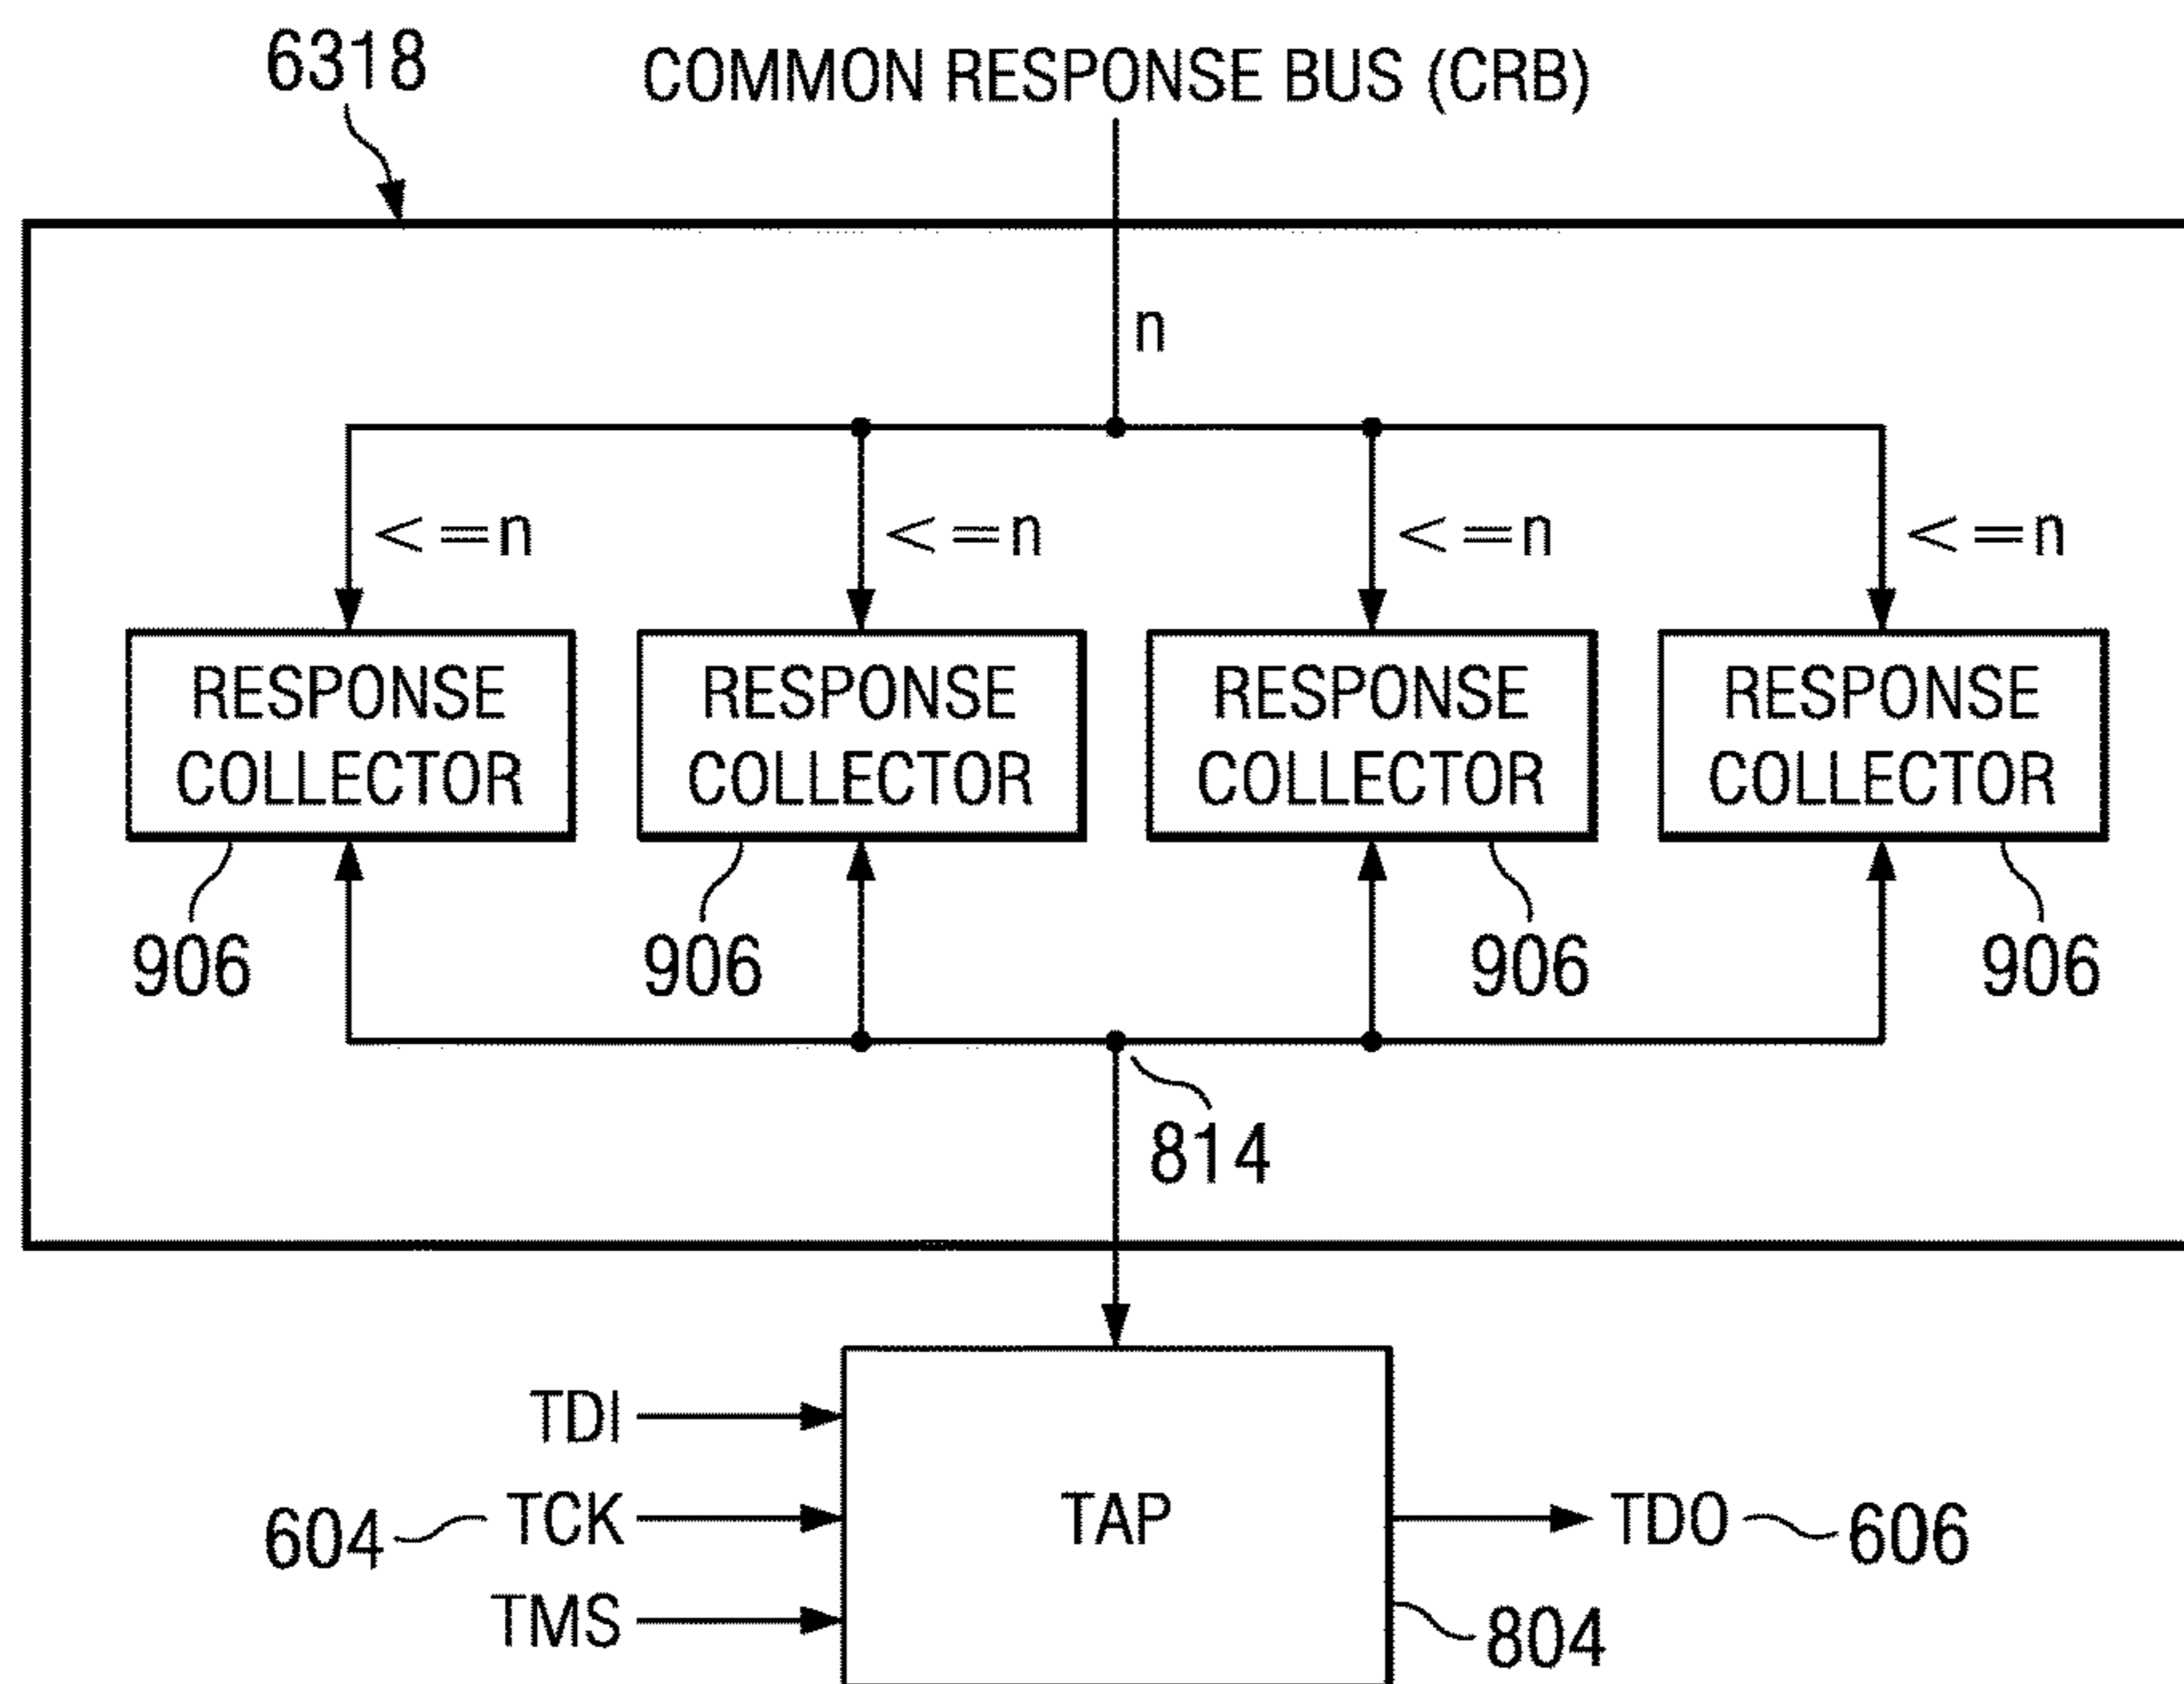 6318
COMMON RESPONSE BUS (CRB)
n
<=n <=n <=n <=n
RESPONSE COLLECTOR
RESPONSE COLLECTOR
RESPONSE COLLECTOR
RESPONSE COLLECTOR
906 906 906 906
814
TDI
604 TCK
TMS
TAP
TDO 606
804